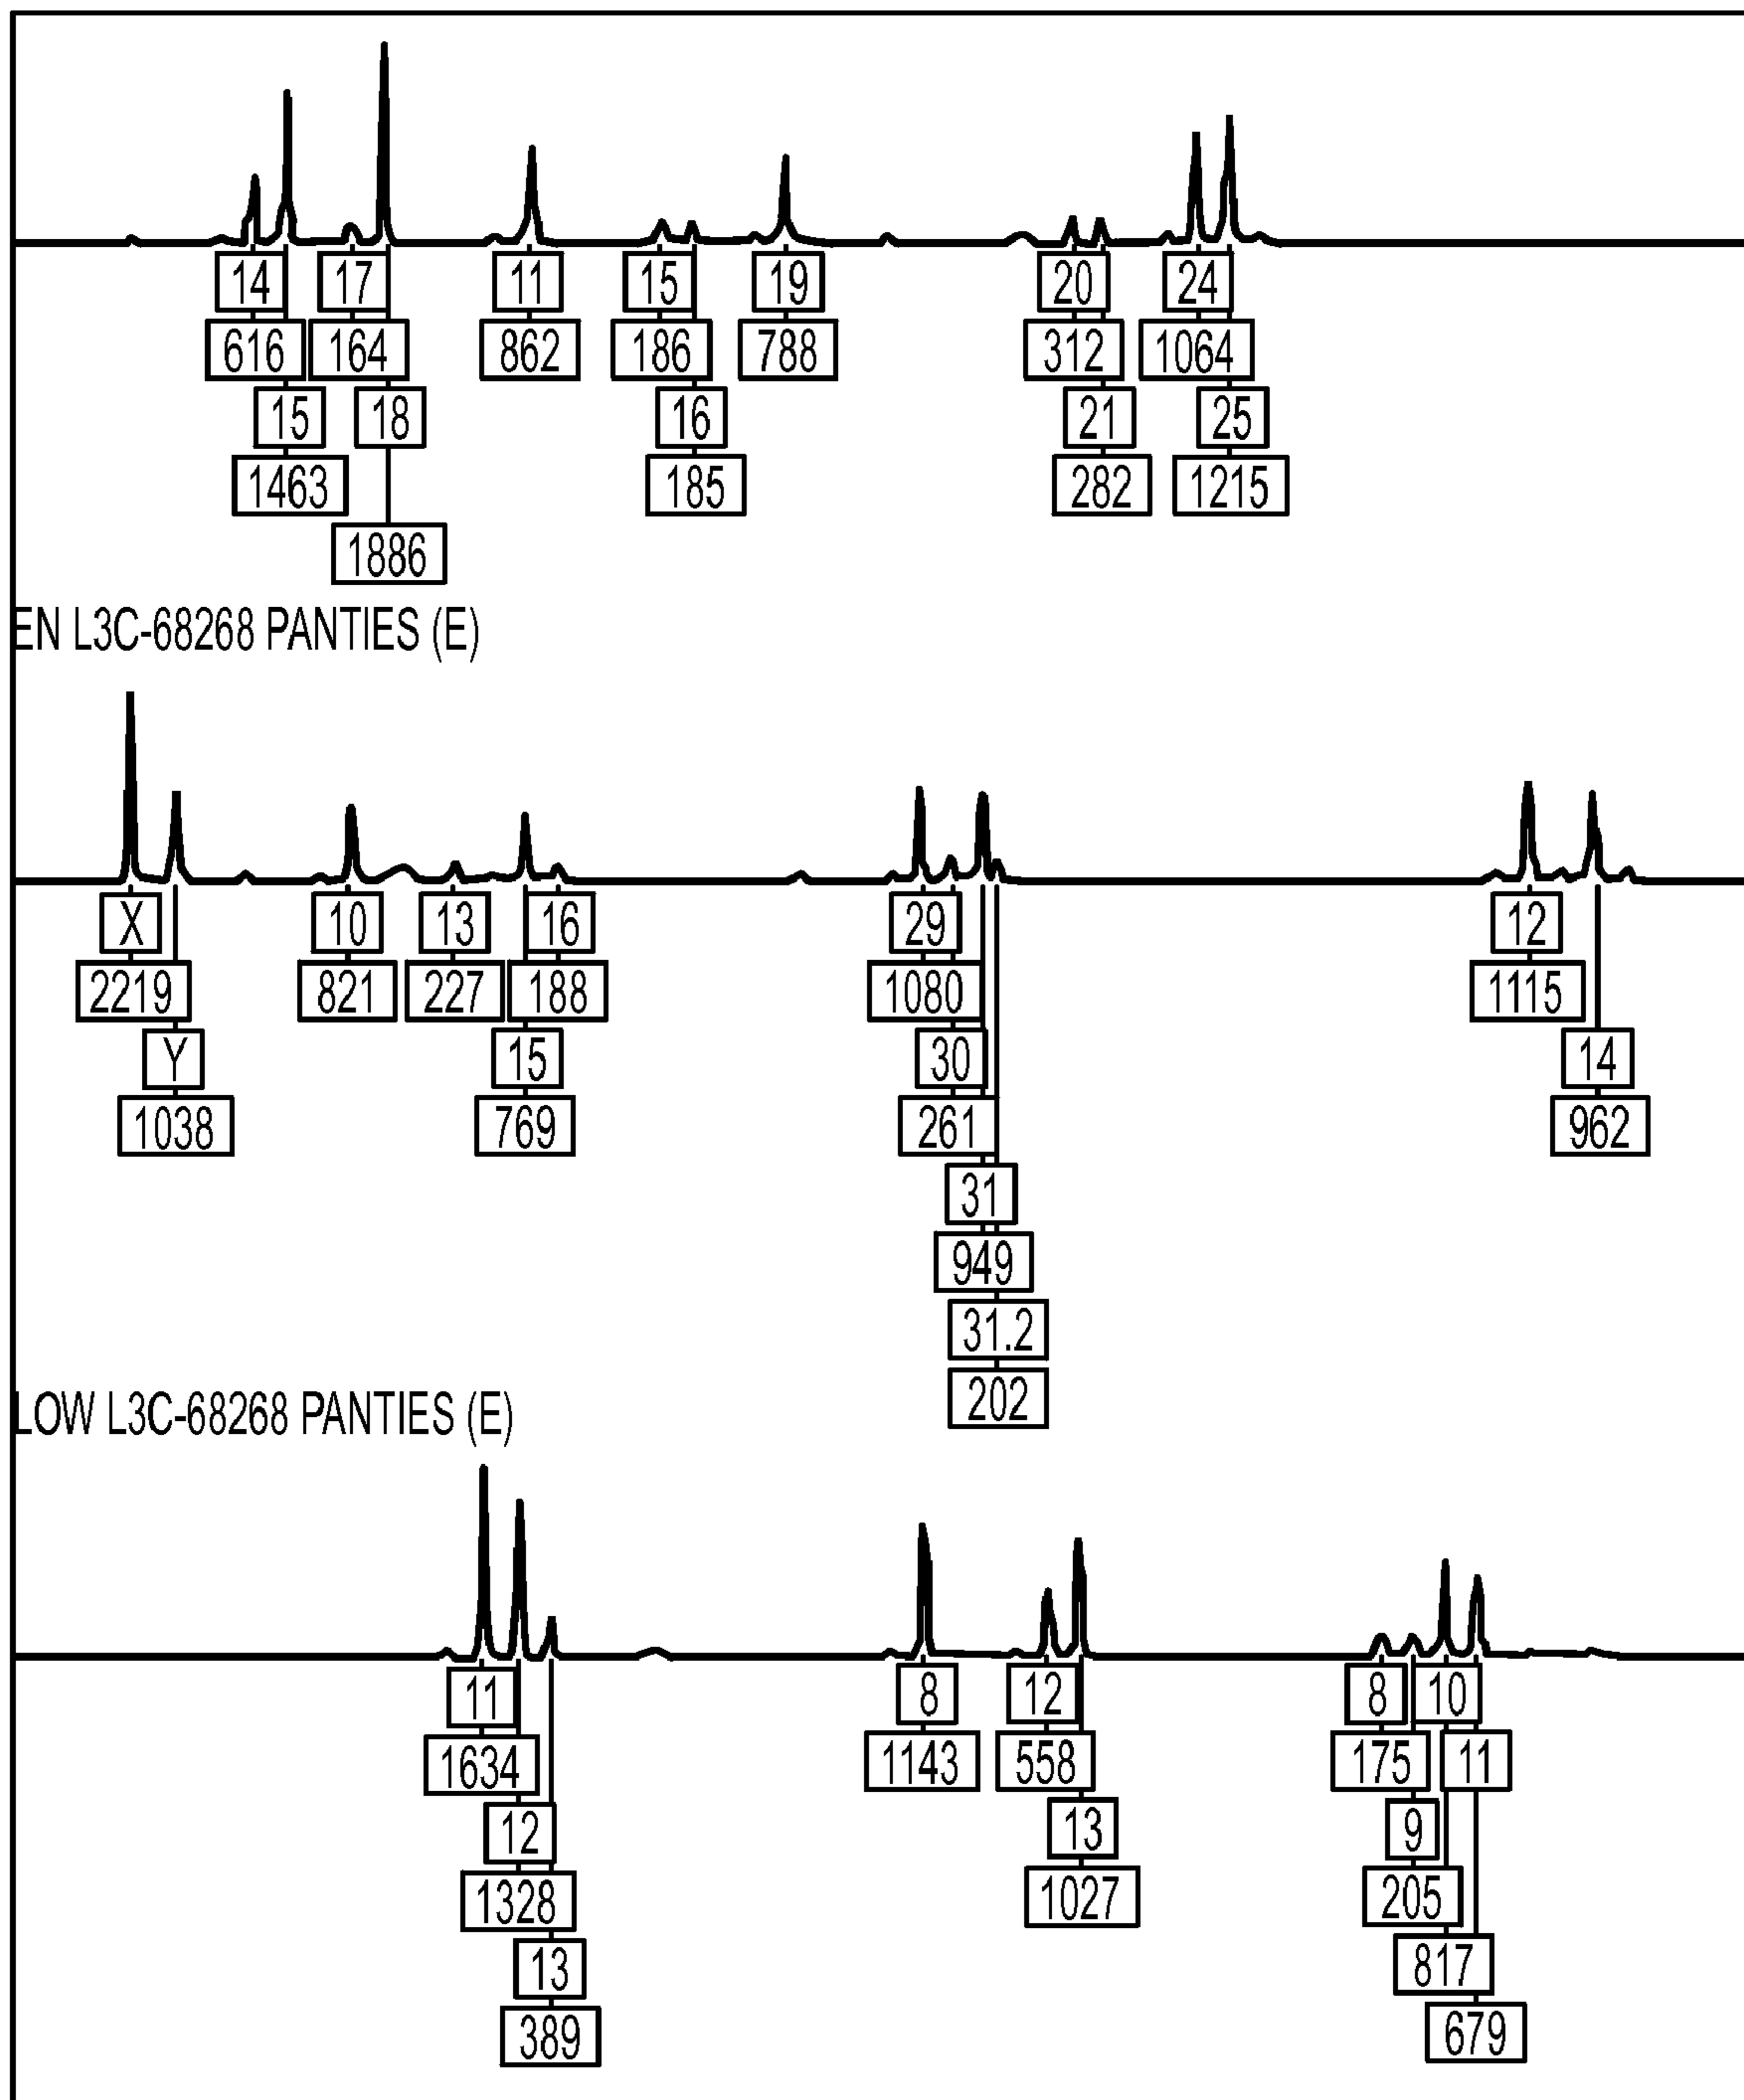 14 17 11 15 19 20 24
616 164 862 186 788 312 1064
15 18 16 21 25
1463 185 282 1215
1886
EN L3C-68268 PANTIES (E)
X 10 13 16 29 12
2219 821 227 188 1080 1115
Y 15 30 14
1038 769 261 962
31
949
31.2
202
LOW L3C-68268 PANTIES (E)
11 8 12 8 10
1634 1143 558 175 11
12 13 9
1328 1027 205
13 817
389 679